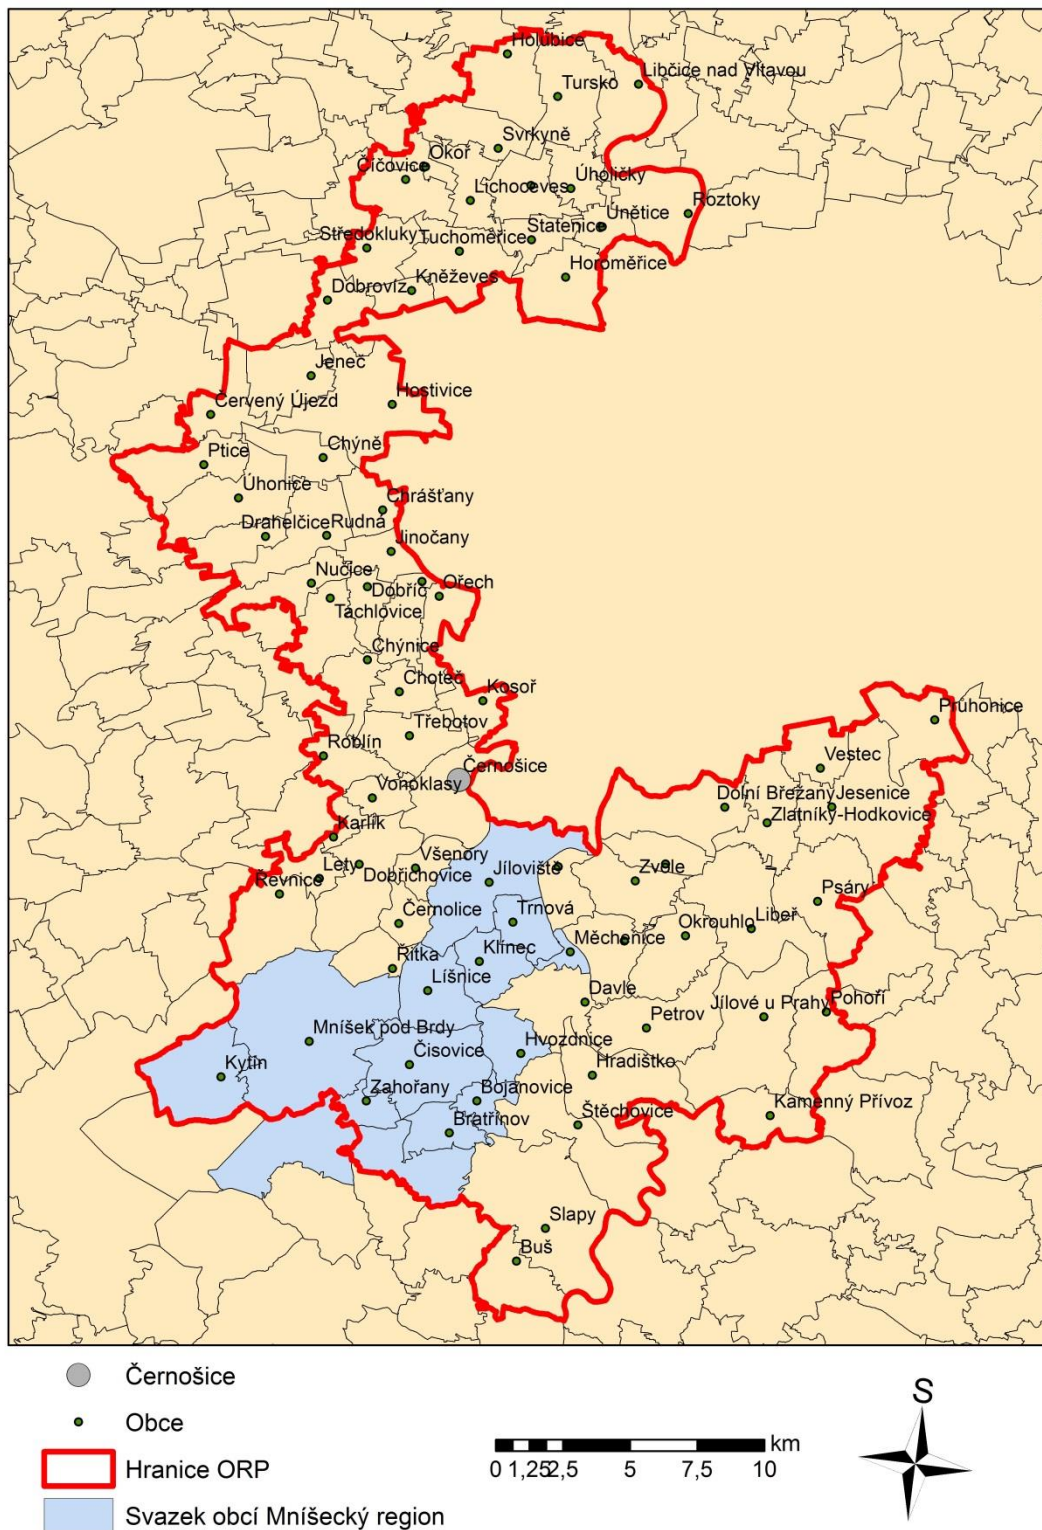 Holubice
Libčice nad Vltavou
Tursko
Svrkyně
Okoř
Číčovice
Lichoceves
Úholičky
Roztoky
Únětice
Statenice
Středokluky
Tuchoměřice
Horoměřice
Kněževes
Dobrovíz
Jeneč
Hostivice
Červený Újezd
Ptice
Chýně
Úhonice
Chrášťany
Drahelčice
Rudná
Jinočany
Nučice
Dobříč
Ořech
Tachlovice
Chýnice
Choteč
Kosoř
Třebotov
Průhonice
Roblín
Vestec
Černošice
Vonoklasy
Dolní Břežany
Jesenice
Zlatníky-Hodkovice
Karlík
Všenory
Lety
Dobřichovice
Jíloviště
Zvole
Řevnice
Psáry
Černolice
Trnová
Libeř
Okrouhlo
Měchenice
Klínec
Řitka
Líšnice
Davle
Jílové u Prahy
Pohoří
Petrov
Mníšek pod Brdy
Hvozdnice
Čisovice
Kytín
Hradištko
Zahořany
Bojanovice
Kamenný Přívoz
Štěchovice
Bratřínov
Slapy
Buš
Černošice
Obce
Hranice ORP
Svazek obcí Mníšecký region
km
0 1,25 2,5 5 7,5 10
S